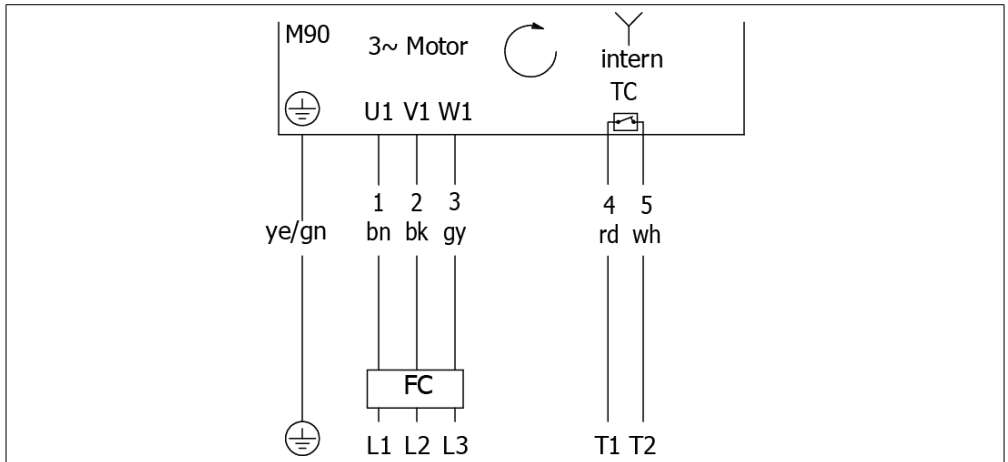 M90
3~ Motor
intern
TC
U1 V1 W1
1 2 3 4 5
ye/gn bn bk gy rd wh
FC
L1 L2 L3 T1 T2